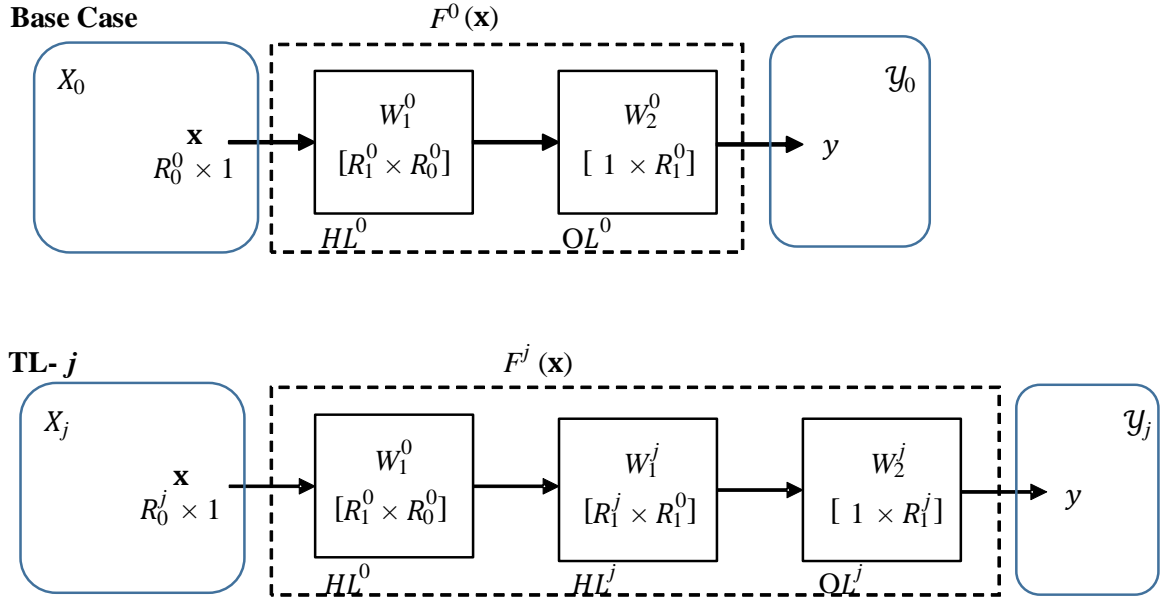 Base Case
F^0 (x)
X_0
𝒴_0
x
R_0^0 × 1
W_1^0
[R_1^0 × R_0^0]
W_2^0
[ 1 × R_1^0]
y
HL^0
OL^0
TL- j
F^j (x)
X_j
𝒴_j
x
R_0^j × 1
W_1^0
[R_1^0 × R_0^0]
W_1^j
[R_1^j × R_1^0]
W_2^j
[ 1 × R_1^j]
y
HL^0
HL^j
OL^j